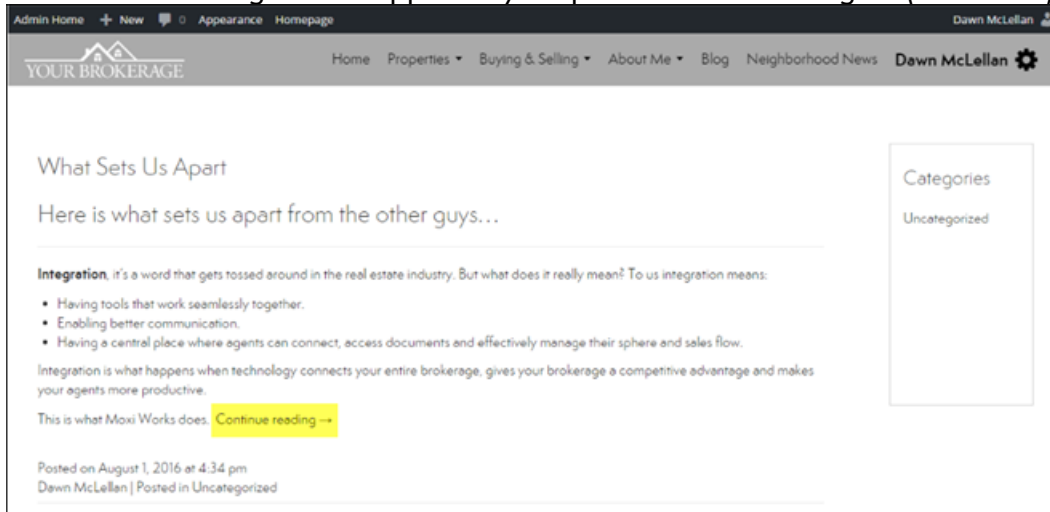 Admin Home + New 0 Appearance Homepage Dawn McLellan
YOUR BROKERAGE
Home Properties Buying & Selling About Me Blog Neighborhood News Dawn McLellan
What Sets Us Apart
Here is what sets us apart from the other guys...
Integration, it's a word that gets tossed around in the real estate industry. But what does it really mean? To us integration means:
• Having tools that work seamlessly together.
• Enabling better communication.
• Having a central place where agents can connect, access documents and effectively manage their sphere and sales flow.
Integration is what happens when technology connects your entire brokerage, gives your brokerage a competitive advantage and makes
your agents more productive.
This is what Moxi Works does. Continue reading →
Posted on August 1, 2016 at 4:34 pm
Dawn McLellan | Posted in Uncategorized
Categories
Uncategorized